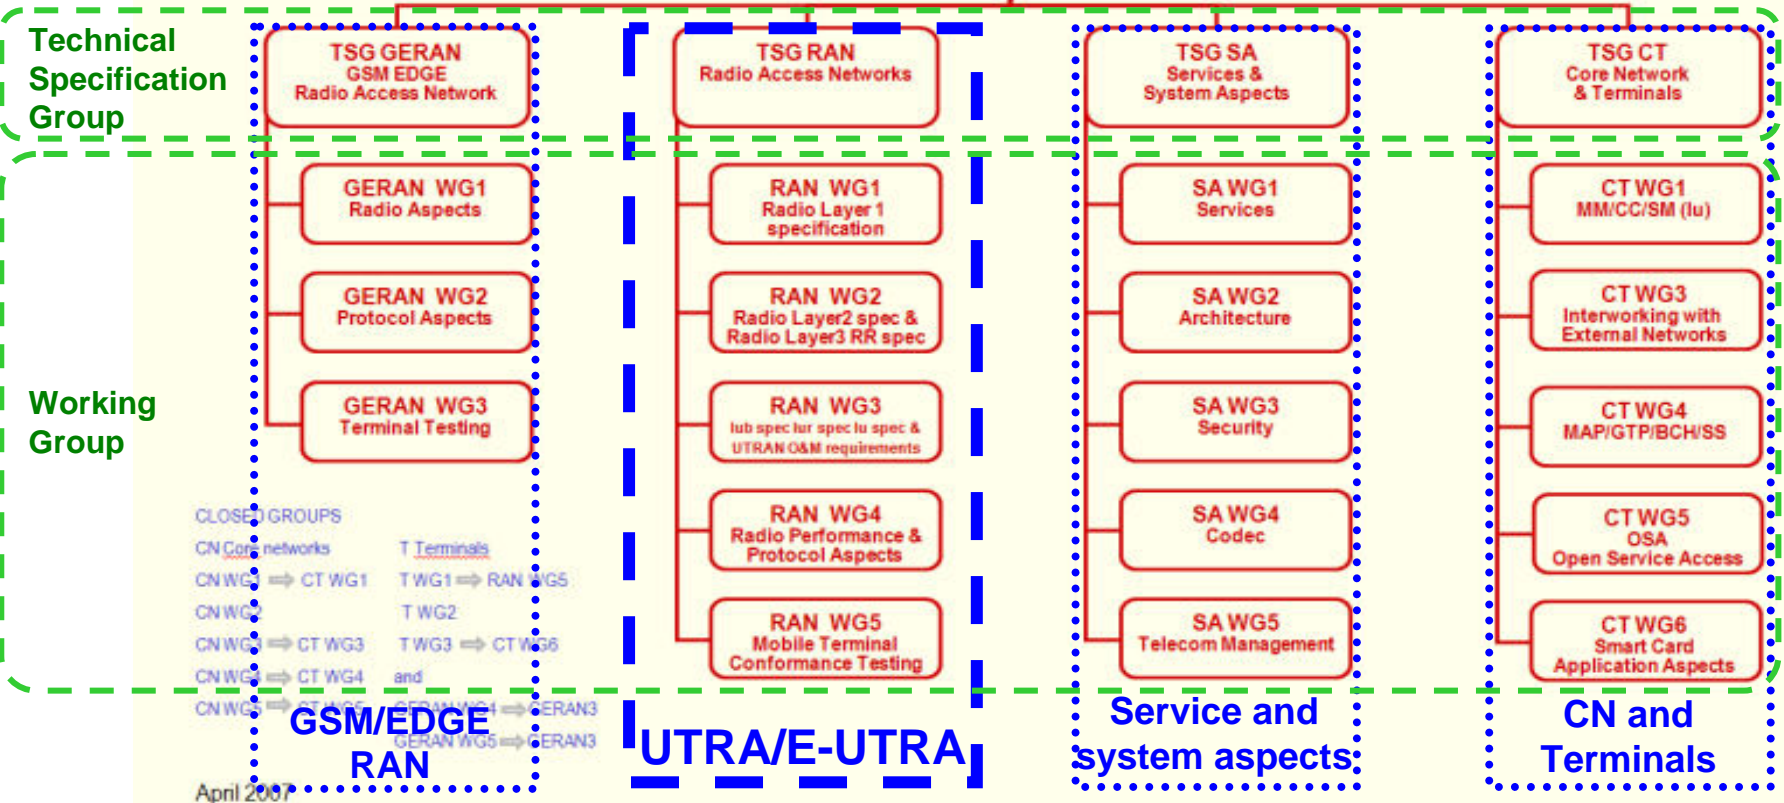 Technical
Specification
Group
TSG GERAN
GSM EDGE
Radio Access Network
TSG RAN
Radio Access Networks
TSG SA
Services &
System Aspects
TSG CT
Core Network
& Terminals
Working
Group
GERAN WG1
Radio Aspects
GERAN WG2
Protocol Aspects
GERAN WG3
Terminal Testing
RAN WG1
Radio Layer 1
specification
RAN WG2
Radio Layer2 spec &
Radio Layer3 RR spec
RAN WG3
Iub spec Iur spec Iu spec &
UTRAN O&M requirements
RAN WG4
Radio Performance &
Protocol Aspects
RAN WG5
Mobile Terminal
Conformance Testing
SA WG1
Services
SA WG2
Architecture
SA WG3
Security
SA WG4
Codec
SA WG5
Telecom Management
CT WG1
MM/CC/SM (Iu)
CT WG3
Interworking with
External Networks
CT WG4
MAP/GTP/BCH/SS
CT WG5
OSA
Open Service Access
CT WG6
Smart Card
Application Aspects
CLOSED GROUPS
CN Core networks T Terminals
CN WG1 ⇒ CT WG1 T WG1 ⇒ RAN WG5
CN WG2 T WG2
CN WG3 ⇒ CT WG3 T WG3 ⇒ CT WG6
CN WG4 ⇒ CT WG4 and
CN WG5 ⇒ CT WG5 GERAN WG4 ⇒ GERAN3
GERAN WG5 ⇒ GERAN3
April 2007
GSM/EDGE
RAN
UTRA/E-UTRA
Service and
system aspects
CN and
Terminals